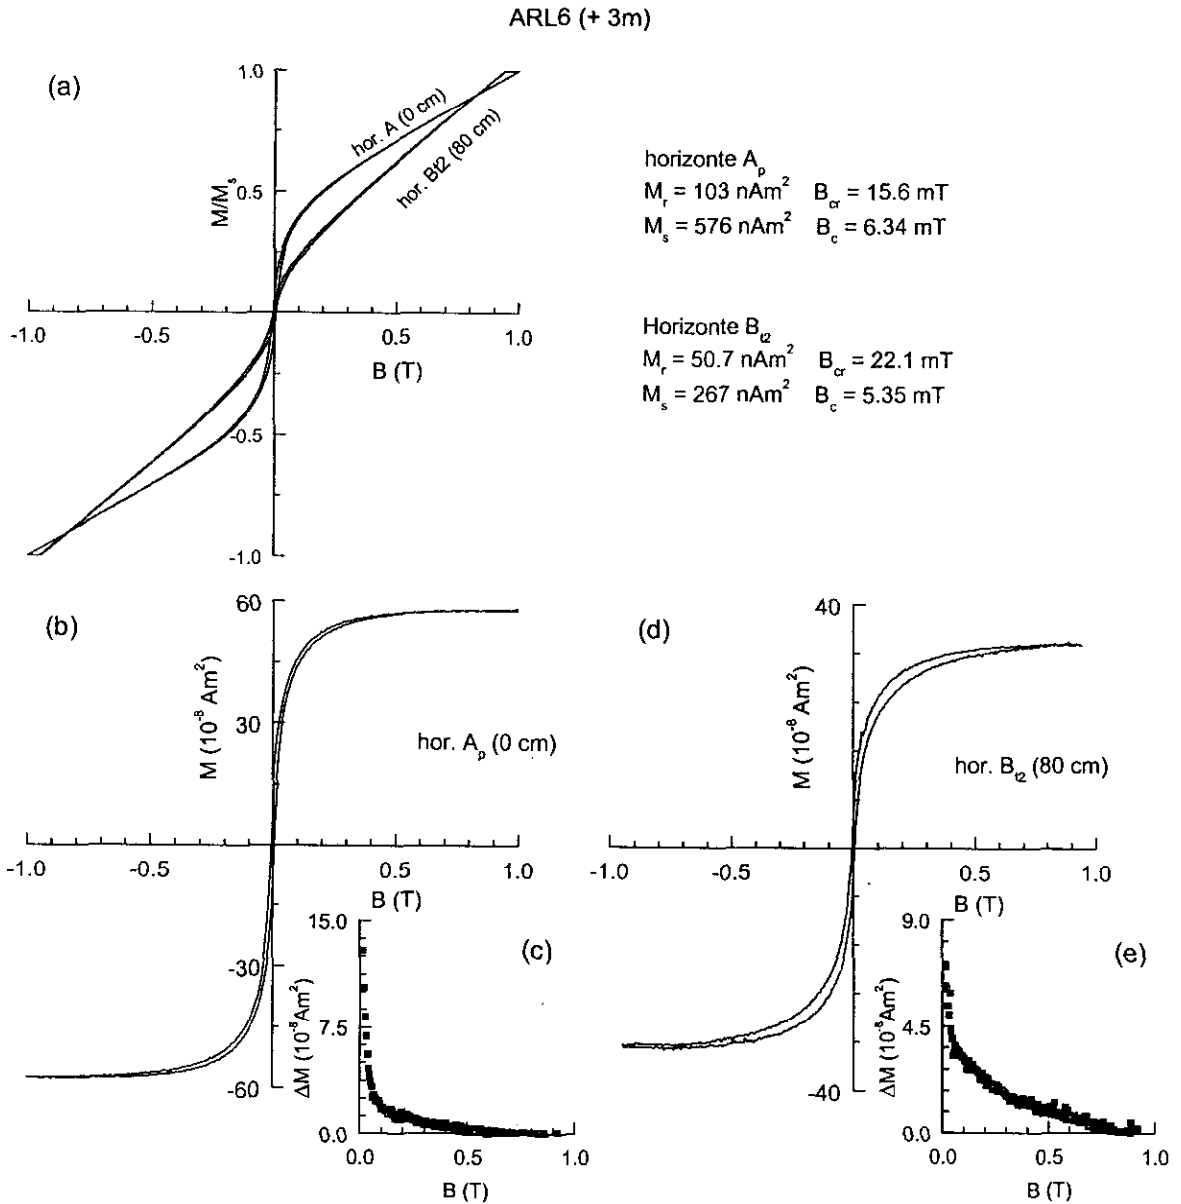 ARL6 (+ 3m)
(a)
1.0
hor. A (0 cm)
hor. Bt2 (80 cm)
M/Mₛ
0.5
-1.0
-0.5
0.5
1.0
B (T)
-0.5
-1.0
horizonte Aₚ
Mᵣ = 103 nAm² B_cr = 15.6 mT
Mₛ = 576 nAm² B_c = 6.34 mT
Horizonte B_t2
Mᵣ = 50.7 nAm² B_cr = 22.1 mT
Mₛ = 267 nAm² B_c = 5.35 mT
(b)
60
M (10⁻⁸ Am²)
30
hor. Aₚ (0 cm)
-1.0
-0.5
0.5
1.0
B (T)
-30
-60
(c)
15.0
ΔM (10⁻⁸Am²)
7.5
0.0
0.0
0.5
1.0
B (T)
(d)
40
M (10⁻⁸ Am²)
hor. B_t2 (80 cm)
-1.0
-0.5
0.5
1.0
B (T)
-40
(e)
9.0
ΔM (10⁻⁸Am²)
4.5
0.0
0.0
0.5
1.0
B (T)